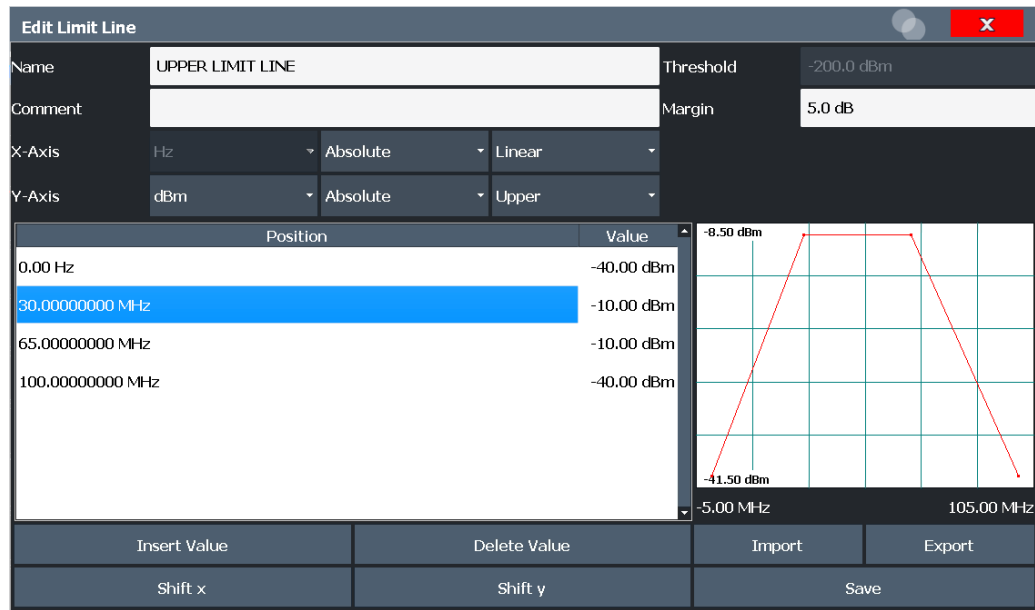 Edit Limit Line
X
Name UPPER LIMIT LINE Threshold -200.0 dBm
Comment Margin 5.0 dB
X-Axis Hz Absolute Linear
Y-Axis dBm Absolute Upper
Position Value
0.00 Hz -40.00 dBm
30.00000000 MHz -10.00 dBm
65.00000000 MHz -10.00 dBm
100.00000000 MHz -40.00 dBm
-8.50 dBm
-41.50 dBm
-5.00 MHz 105.00 MHz
Insert Value Delete Value Import Export
Shift x Shift y Save